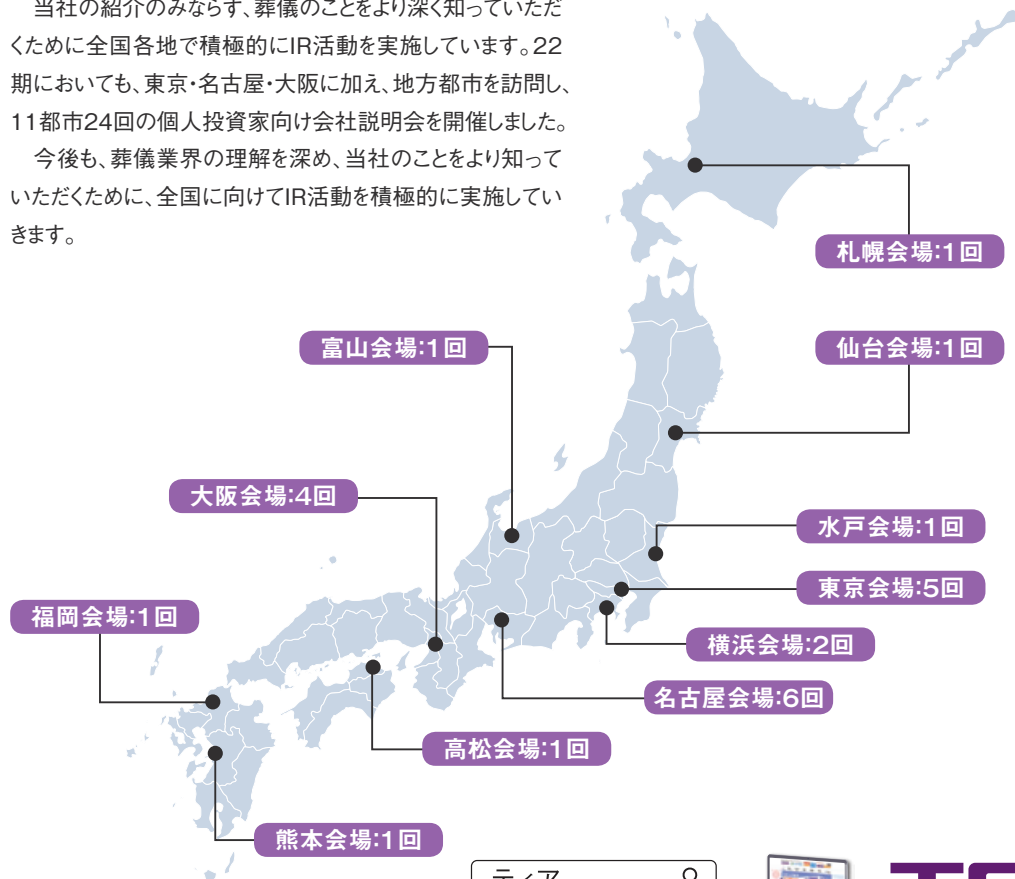 当社の紹介のみならず、葬儀のことをより深く知っていただ
くために全国各地で積極的にIR活動を実施しています。22
期においても、東京・名古屋・大阪に加え、地方都市を訪問し、
11都市24回の個人投資家向け会社説明会を開催しました。
今後も、葬儀業界の理解を深め、当社のことをより知って
いただくために、全国に向けてIR活動を積極的に実施してい
きます。
札幌会場:1回
富山会場:1回
仙台会場:1回
大阪会場:4回
水戸会場:1回
東京会場:5回
福岡会場:1回
横浜会場:2回
名古屋会場:6回
高松会場:1回
熊本会場:1回
ティア